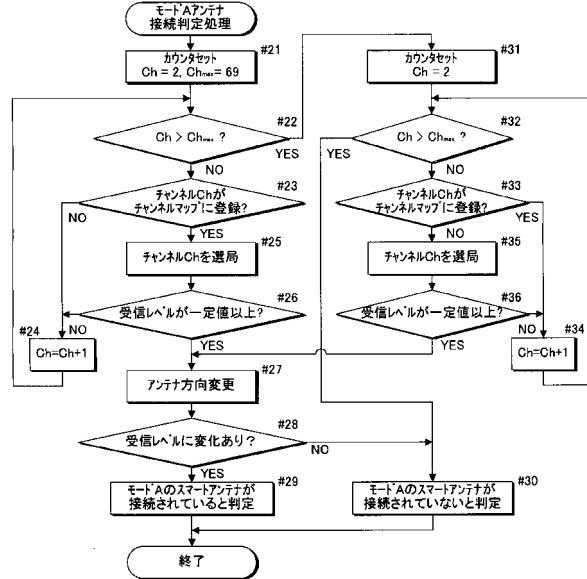 モードAアンテナ
接続判定処理
#21
カウンタセット
Ch = 2, Chmax = 69
#22
Ch > Chmax ?
YES
NO
#23
チャンネルChが
チャンネルマップに登録?
NO
YES
#25
チャンネルChを選局
#26
受信レベルが一定値以上?
#24
NO
Ch=Ch+1
YES
#27
アンテナ方向変更
#28
受信レベルに変化あり?
NO
YES
#29
モードAのスマートアンテナが
接続されていると判定
終了
#31
カウンタセット
Ch = 2
#32
Ch > Chmax ?
YES
NO
#33
チャンネルChが
チャンネルマップに登録?
YES
NO
#35
チャンネルChを選局
#36
受信レベルが一定値以上?
NO
#34
Ch=Ch+1
YES
#30
モードAのスマートアンテナが
接続されていないと判定